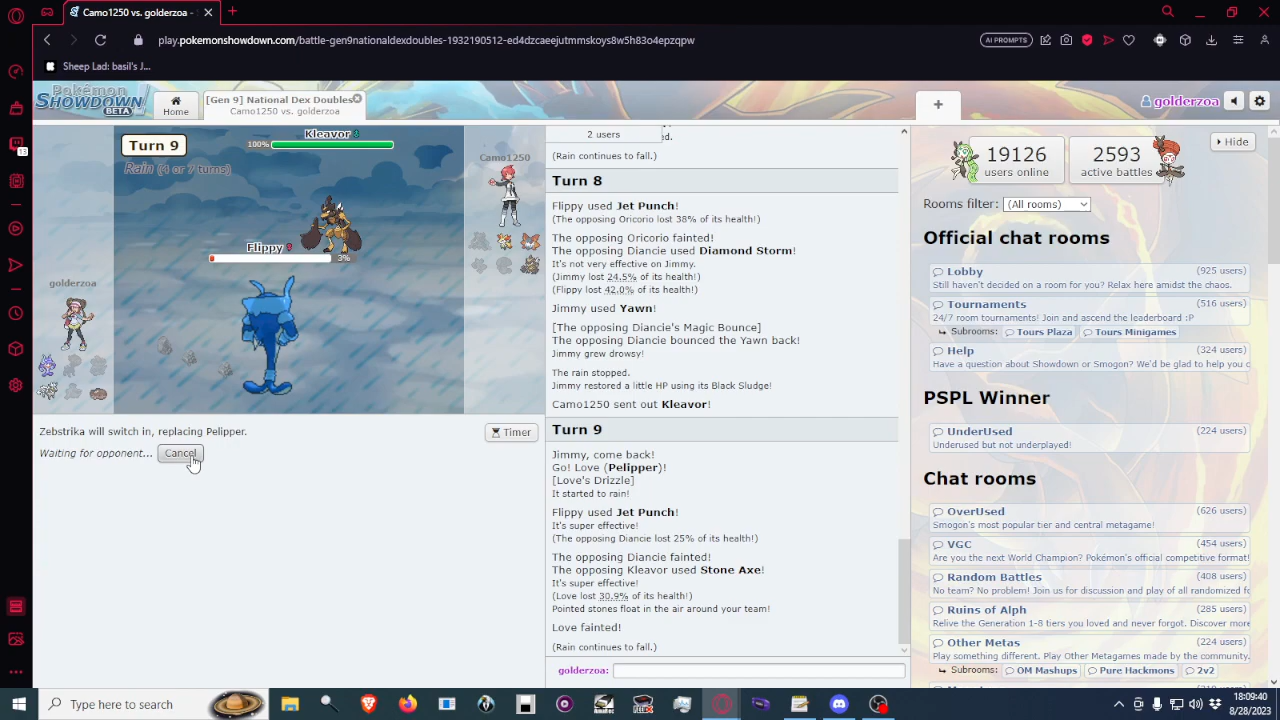 Camo1250 vs. golderzoa -
play.pokemonshowdown.com/battle-gen9nationaldexdoubles-1932190512-ed4dzcaeejutmmskoys8w5h83o4epzqpw
AI PROMPTS
Sheep Lad: basil's J...
13
Pokémon
SHOWDOWN
BETA
Home
[Gen 9] National Dex Doubles
Camo1250 vs. golderzoa
golderzoa
Turn 9
Rain (4 or 7 turns)
Kleavor
100%
Camo1250
Flippy
3%
golderzoa
Zebstrika will switch in, replacing Pelipper.
Waiting for opponent...
Cancel
Timer
2 users
(Rain continues to fall.)
Turn 8
Flippy used Jet Punch!
(The opposing Oricorio lost 38% of its health!)
The opposing Oricorio fainted!
The opposing Diancie used Diamond Storm!
It's not very effective on Jimmy.
(Jimmy lost 24.5% of its health!)
(Flippy lost 42.0% of its health!)
Jimmy used Yawn!
[The opposing Diancie's Magic Bounce]
The opposing Diancie bounced the Yawn back!
Jimmy grew drowsy!
The rain stopped.
Jimmy restored a little HP using its Black Sludge!
Camo1250 sent out Kleavor!
Turn 9
Jimmy, come back!
Go! Love (Pelipper)!
[Love's Drizzle]
It started to rain!
Flippy used Jet Punch!
It's super effective!
(The opposing Diancie lost 25% of its health!)
The opposing Diancie fainted!
The opposing Kleavor used Stone Axe!
It's super effective!
(Love lost 30.9% of its health!)
Pointed stones float in the air around your team!
Love fainted!
(Rain continues to fall.)
golderzoa:
19126
users online
2593
active battles
Hide
Rooms filter: (All rooms)
Official chat rooms
Lobby (925 users)
Still haven't decided on a room for you? Relax here amidst the chaos.
Tournaments (516 users)
24/7 room tournaments! Join and ascend the leaderboard :P
Subrooms: Tours Plaza Tours Minigames
Help (324 users)
Have a question about Showdown or Smogon? We'd be glad to help you o
PSPL Winner
UnderUsed (224 users)
Underused but not underplayed!
Chat rooms
OverUsed (626 users)
Smogon's most popular tier and central metagame!
VGC (454 users)
Are you the next World Champion? Pokémon's official competitive format!
Random Battles (408 users)
No team? No problem! Join us for discussion and play of all randomized fo
Ruins of Alph (285 users)
Relive the Generation 1-8 tiers you loved and never forgot. Discover more
Other Metas (224 users)
Play something different. Play Other Metagames made by the community.
Subrooms: OM Mashups Pure Hackmons 2v2
Type here to search
18:09:40
8/28/2023